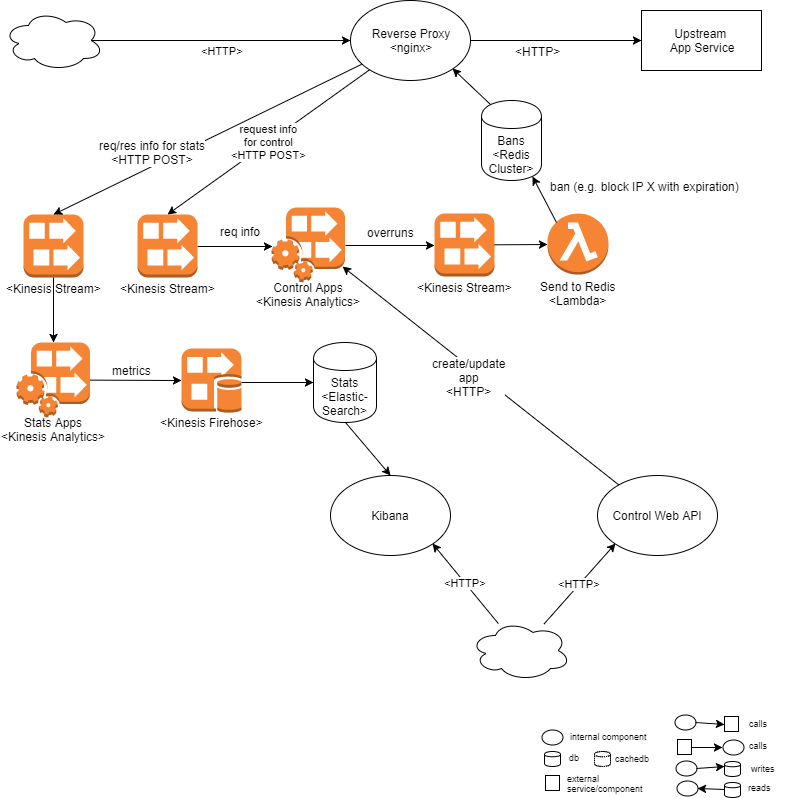 <HTTP>
Reverse Proxy
<nginx>
<HTTP>
Upstream
App Service
req/res info for stats
<HTTP POST>
request info
for control
<HTTP POST>
Bans
<Redis
Cluster>
ban (e.g. block IP X with expiration)
<Kinesis Stream>
<Kinesis Stream>
req info
Control Apps
<Kinesis Analytics>
overruns
<Kinesis Stream>
Send to Redis
<Lambda>
Stats Apps
<Kinesis Analytics>
metrics
<Kinesis Firehose>
Stats
<Elastic-
Search>
create/update
app
<HTTP>
Kibana
Control Web API
<HTTP>
<HTTP>
internal component
db
cachedb
external
service/component
calls
calls
writes
reads